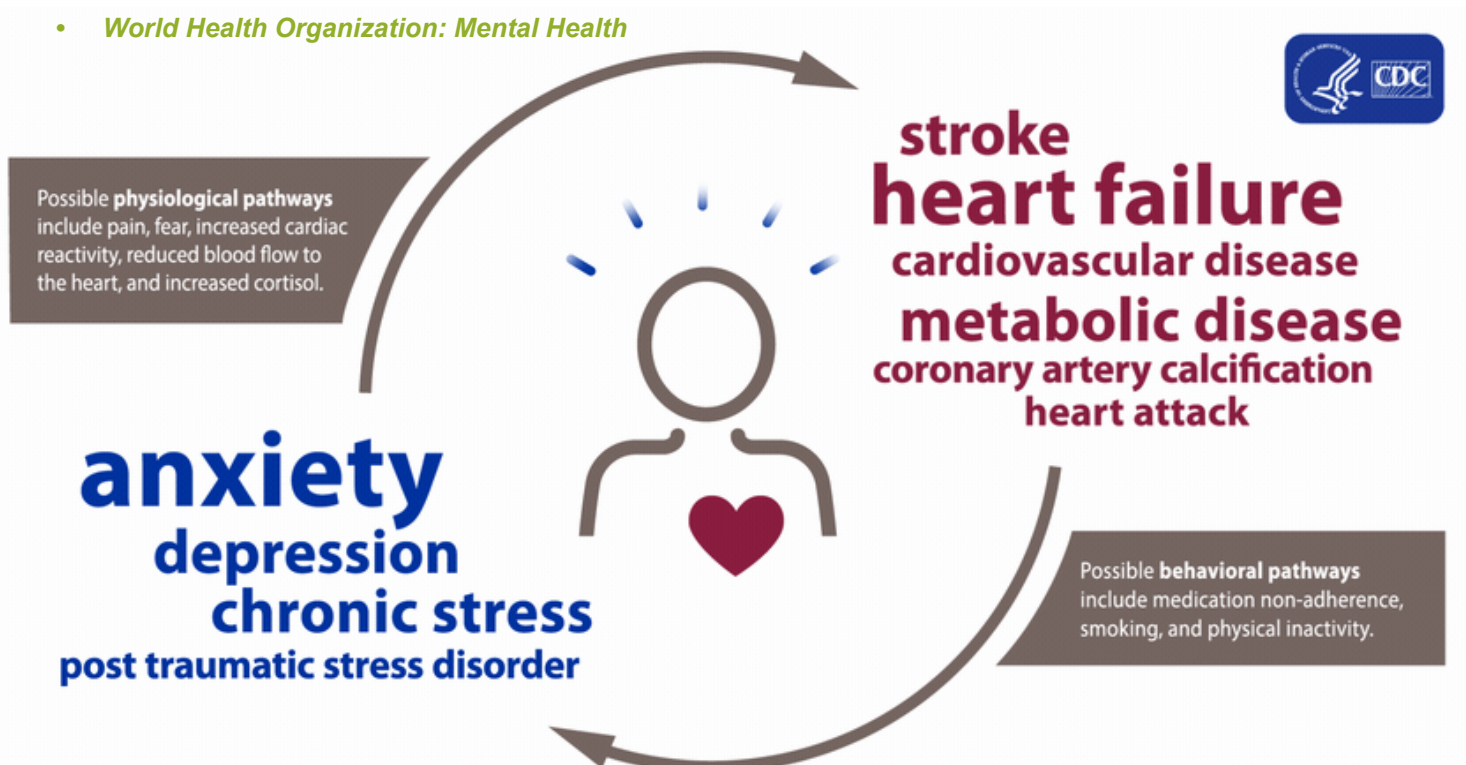 • World Health Organization: Mental Health
CDC
Possible physiological pathways
include pain, fear, increased cardiac
reactivity, reduced blood flow to
the heart, and increased cortisol.
stroke
heart failure
cardiovascular disease
metabolic disease
coronary artery calcification
heart attack
anxiety
depression
chronic stress
post traumatic stress disorder
Possible behavioral pathways
include medication non-adherence,
smoking, and physical inactivity.